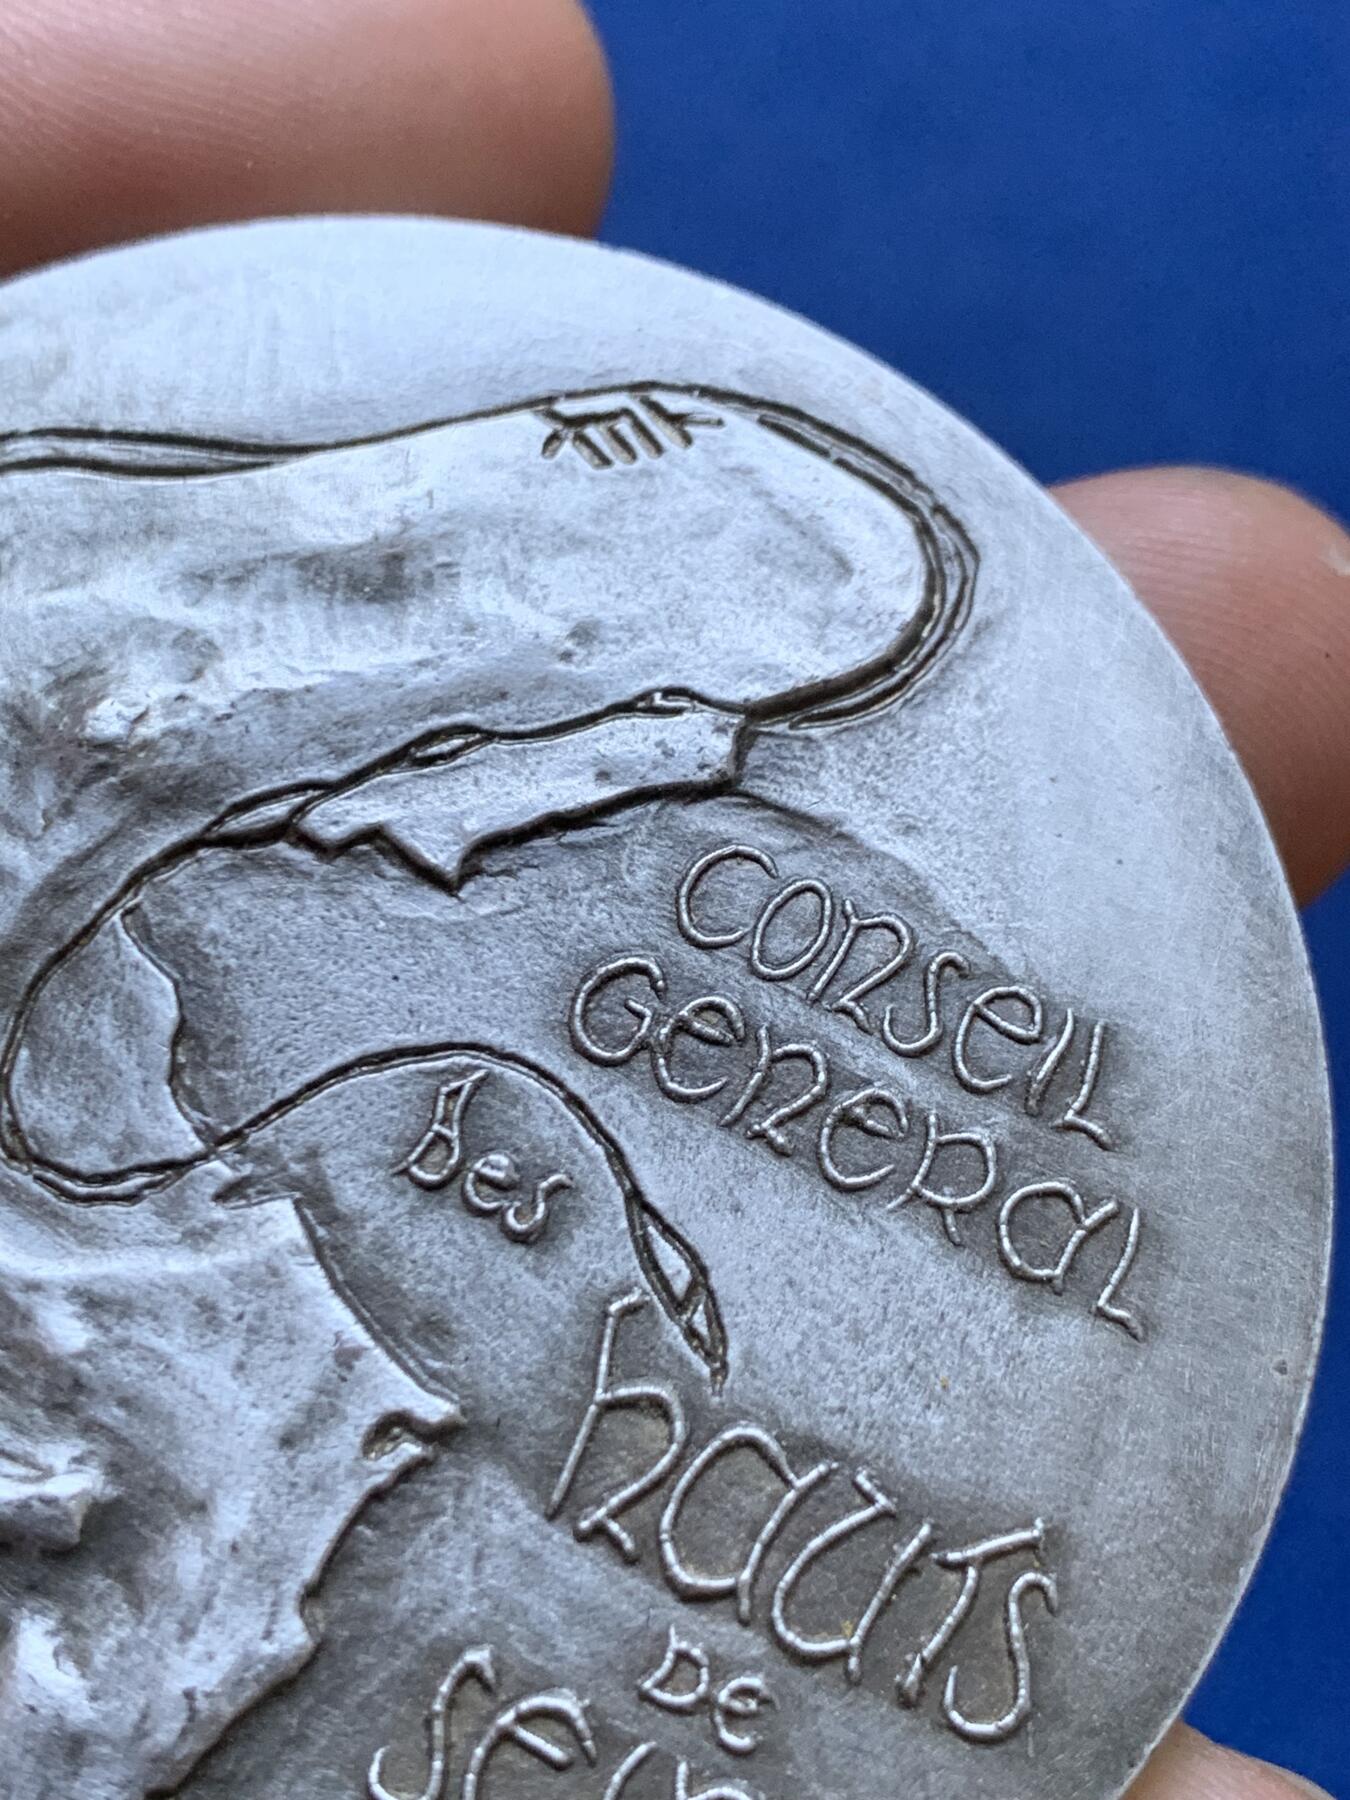 CONSEIL
GENERAL
Des
hauTS
DE